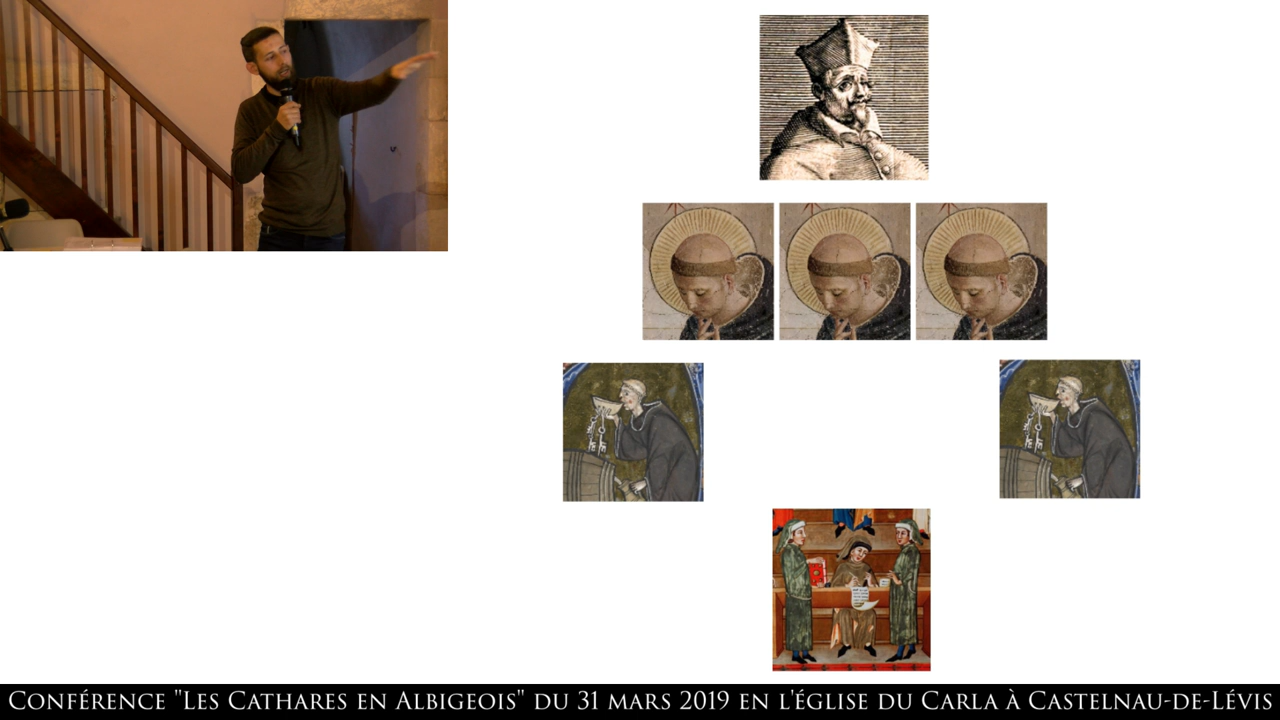 Conférence "Les Cathares en Albigeois" du 31 mars 2019 en l'église du Carla à Castelnau-de-Lévis